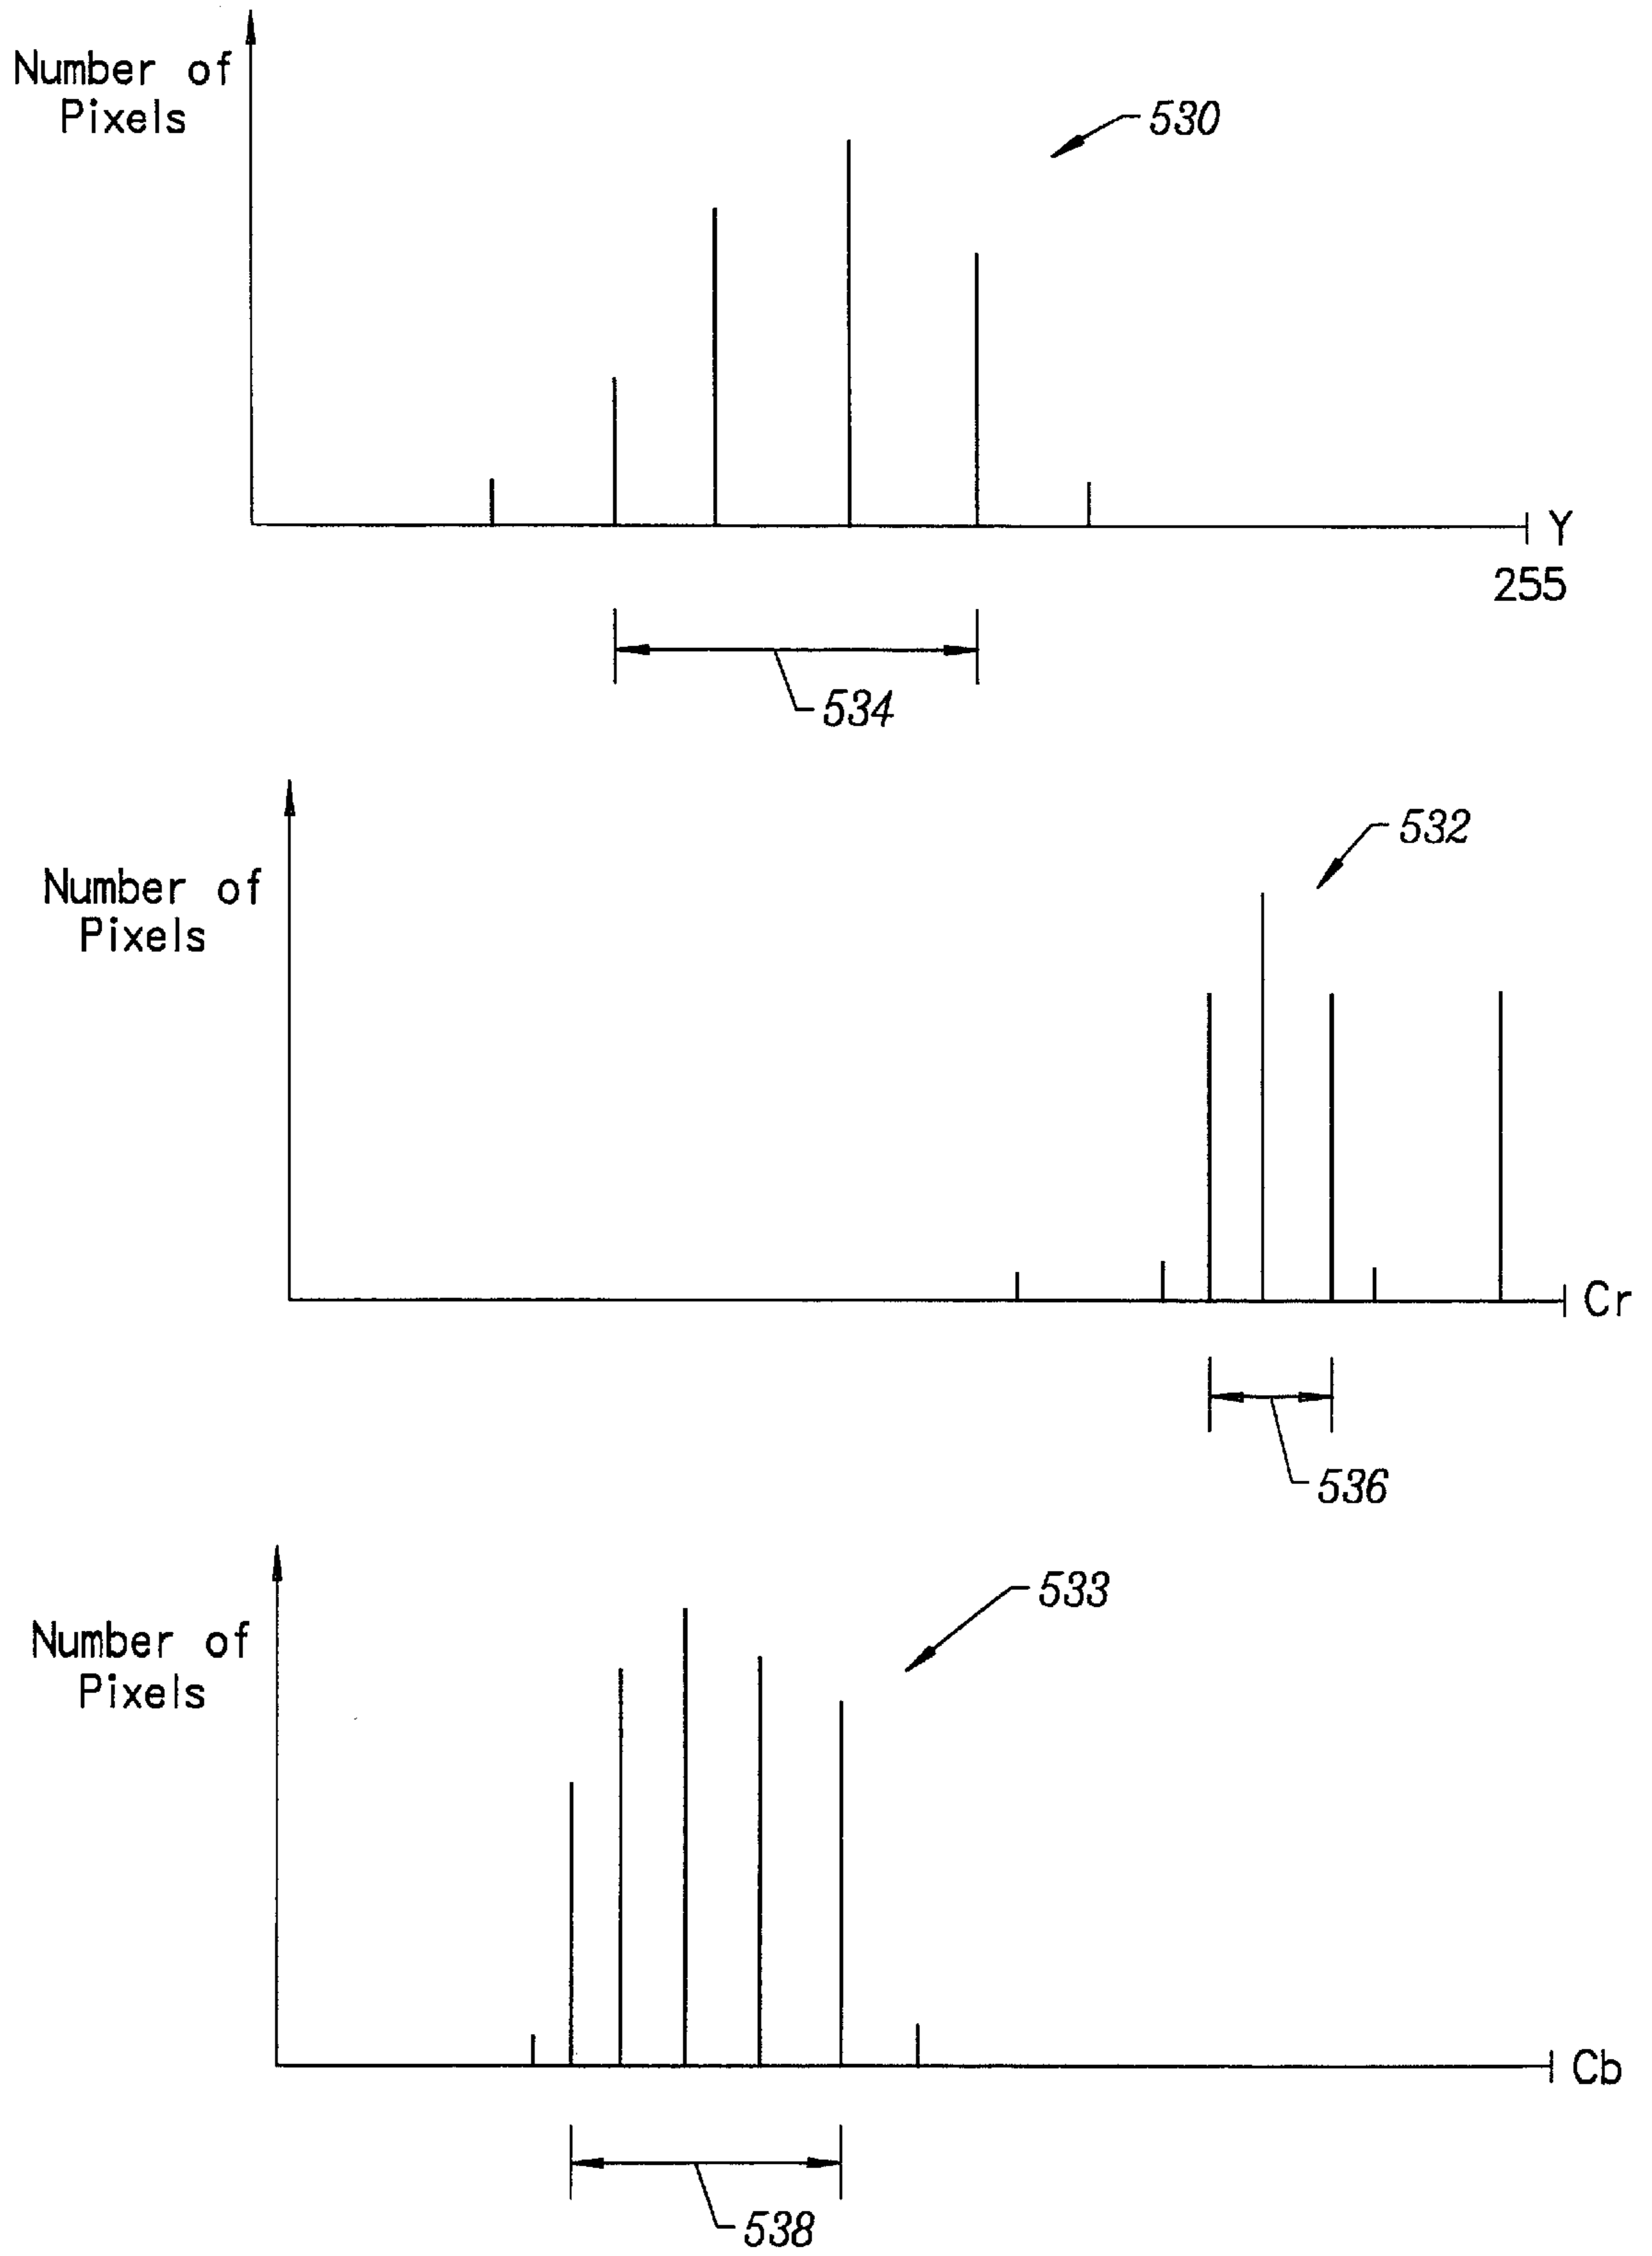 Number of
Pixels
530
Y
255
534
532
Number of
Pixels
Cr
536
533
Number of
Pixels
Cb
538